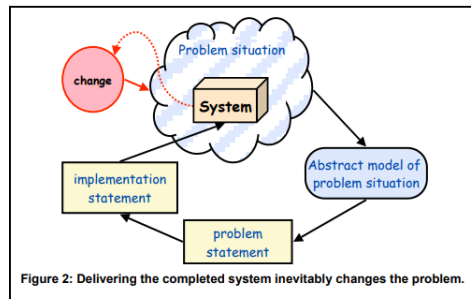 Problem situation
change
System
implementation
statement
Abstract model of
problem situation
problem
statement
Figure 2: Delivering the completed system inevitably changes the problem.